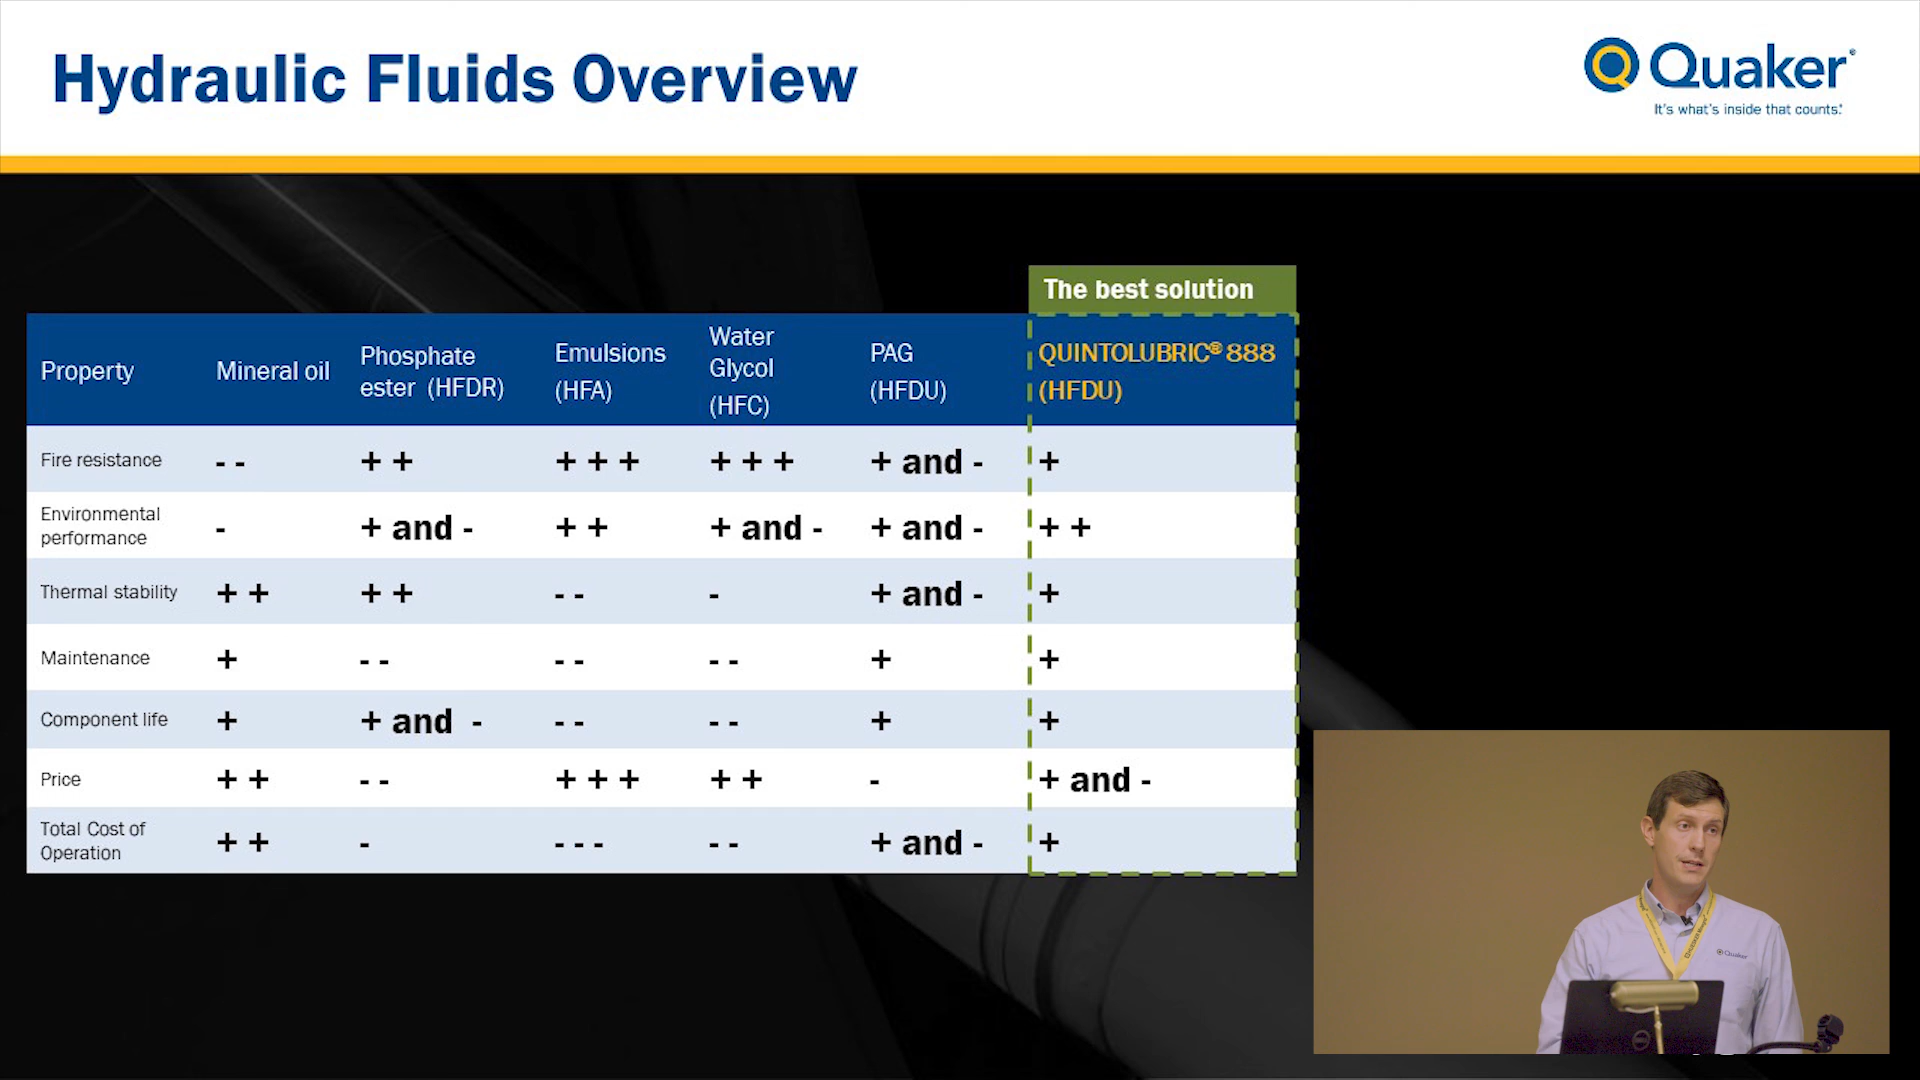 Hydraulic Fluids Overview
Quaker®
It's what's inside that counts.®
The best solution
Property
Mineral oil
Phosphate
ester (HFDR)
Emulsions
(HFA)
Water
Glycol
(HFC)
PAG
(HFDU)
QUINTOLUBRIC® 888
(HFDU)
Fire resistance - - + + + + + + + + + and - +
Environmental
performance
- + and - + + + and - + and - + +
Thermal stability + + + + - - - + and - +
Maintenance + - - - - - - + +
Component life + + and - - - - - + +
Price + + - - + + + + + - + and -
Total Cost of
Operation
+ + - - - - - - + and - +
Quaker